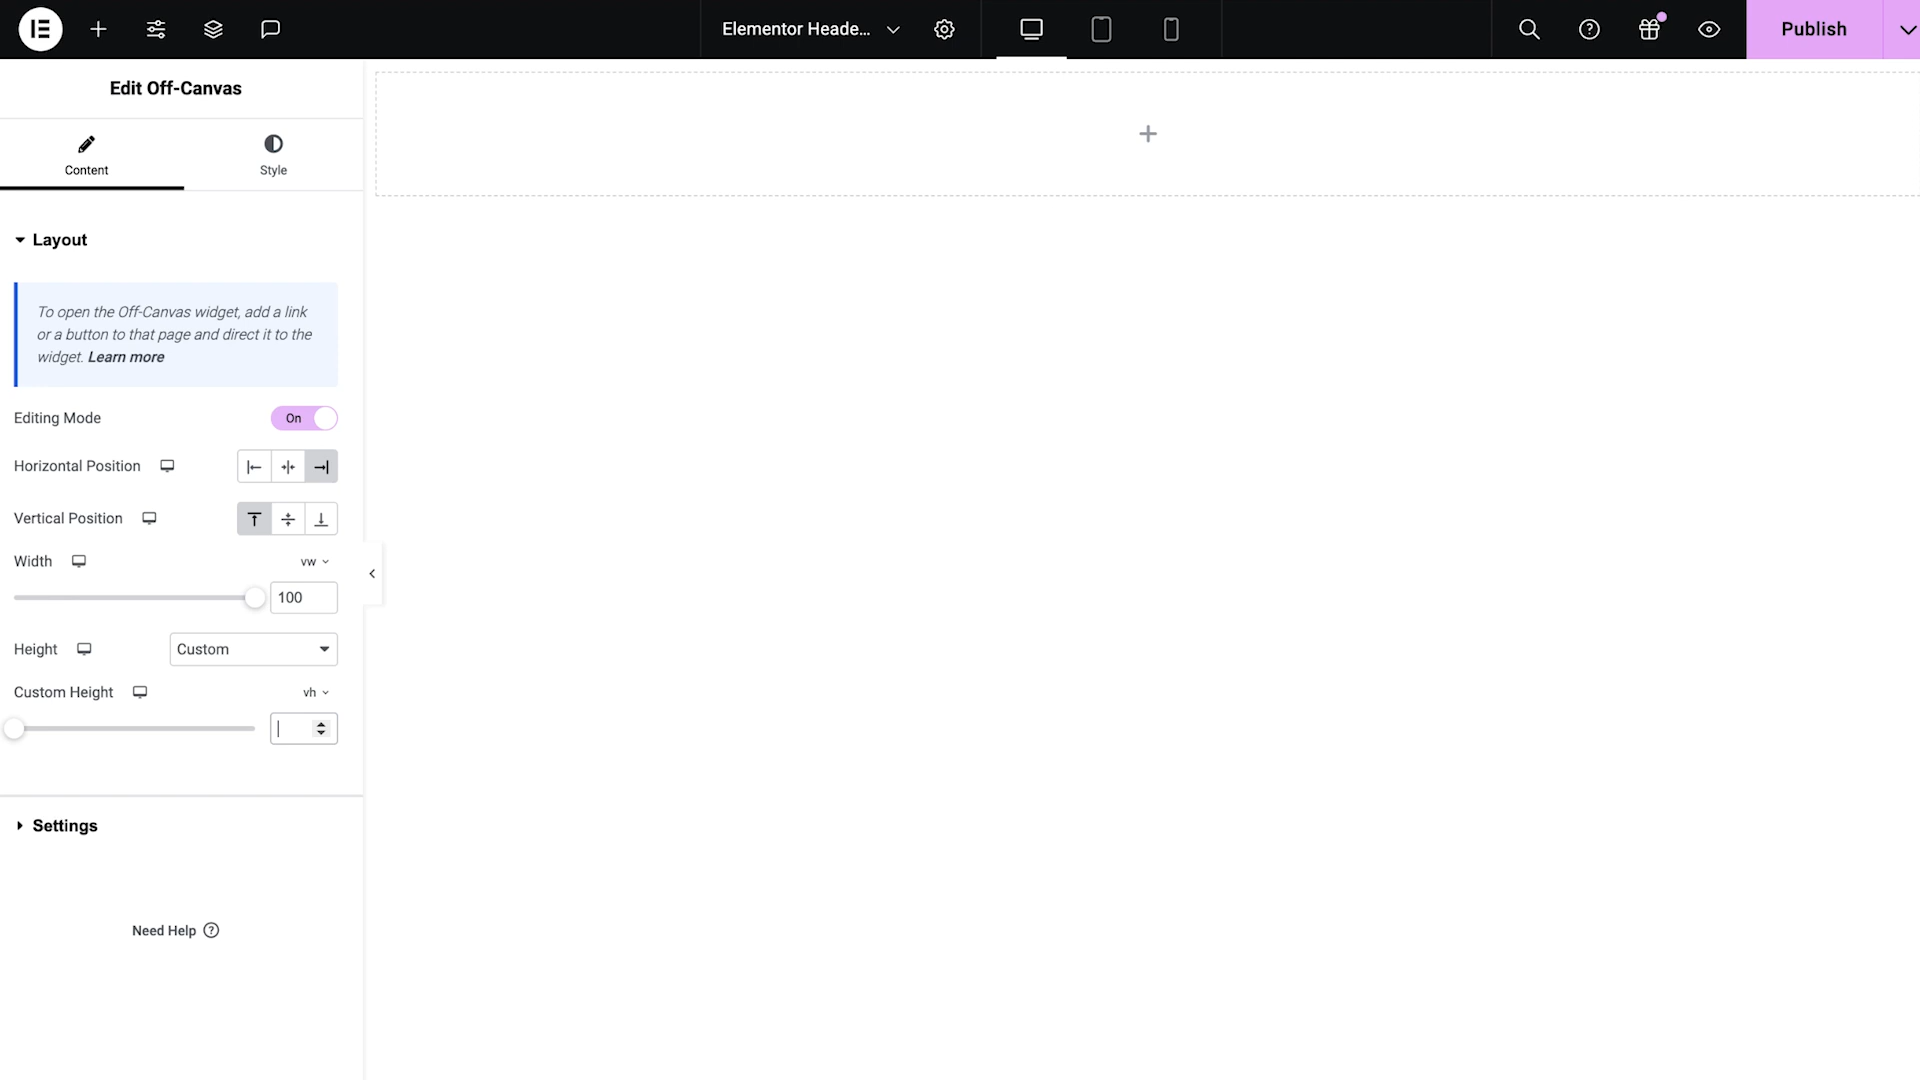 Elementor Heade...
Publish
Edit Off-Canvas
Content
Style
Layout
To open the Off-Canvas widget, add a link
or a button to that page and direct it to the
widget. Learn more
Editing Mode
On
Horizontal Position
Vertical Position
Width
vw
100
Height
Custom
Custom Height
vh
Settings
Need Help